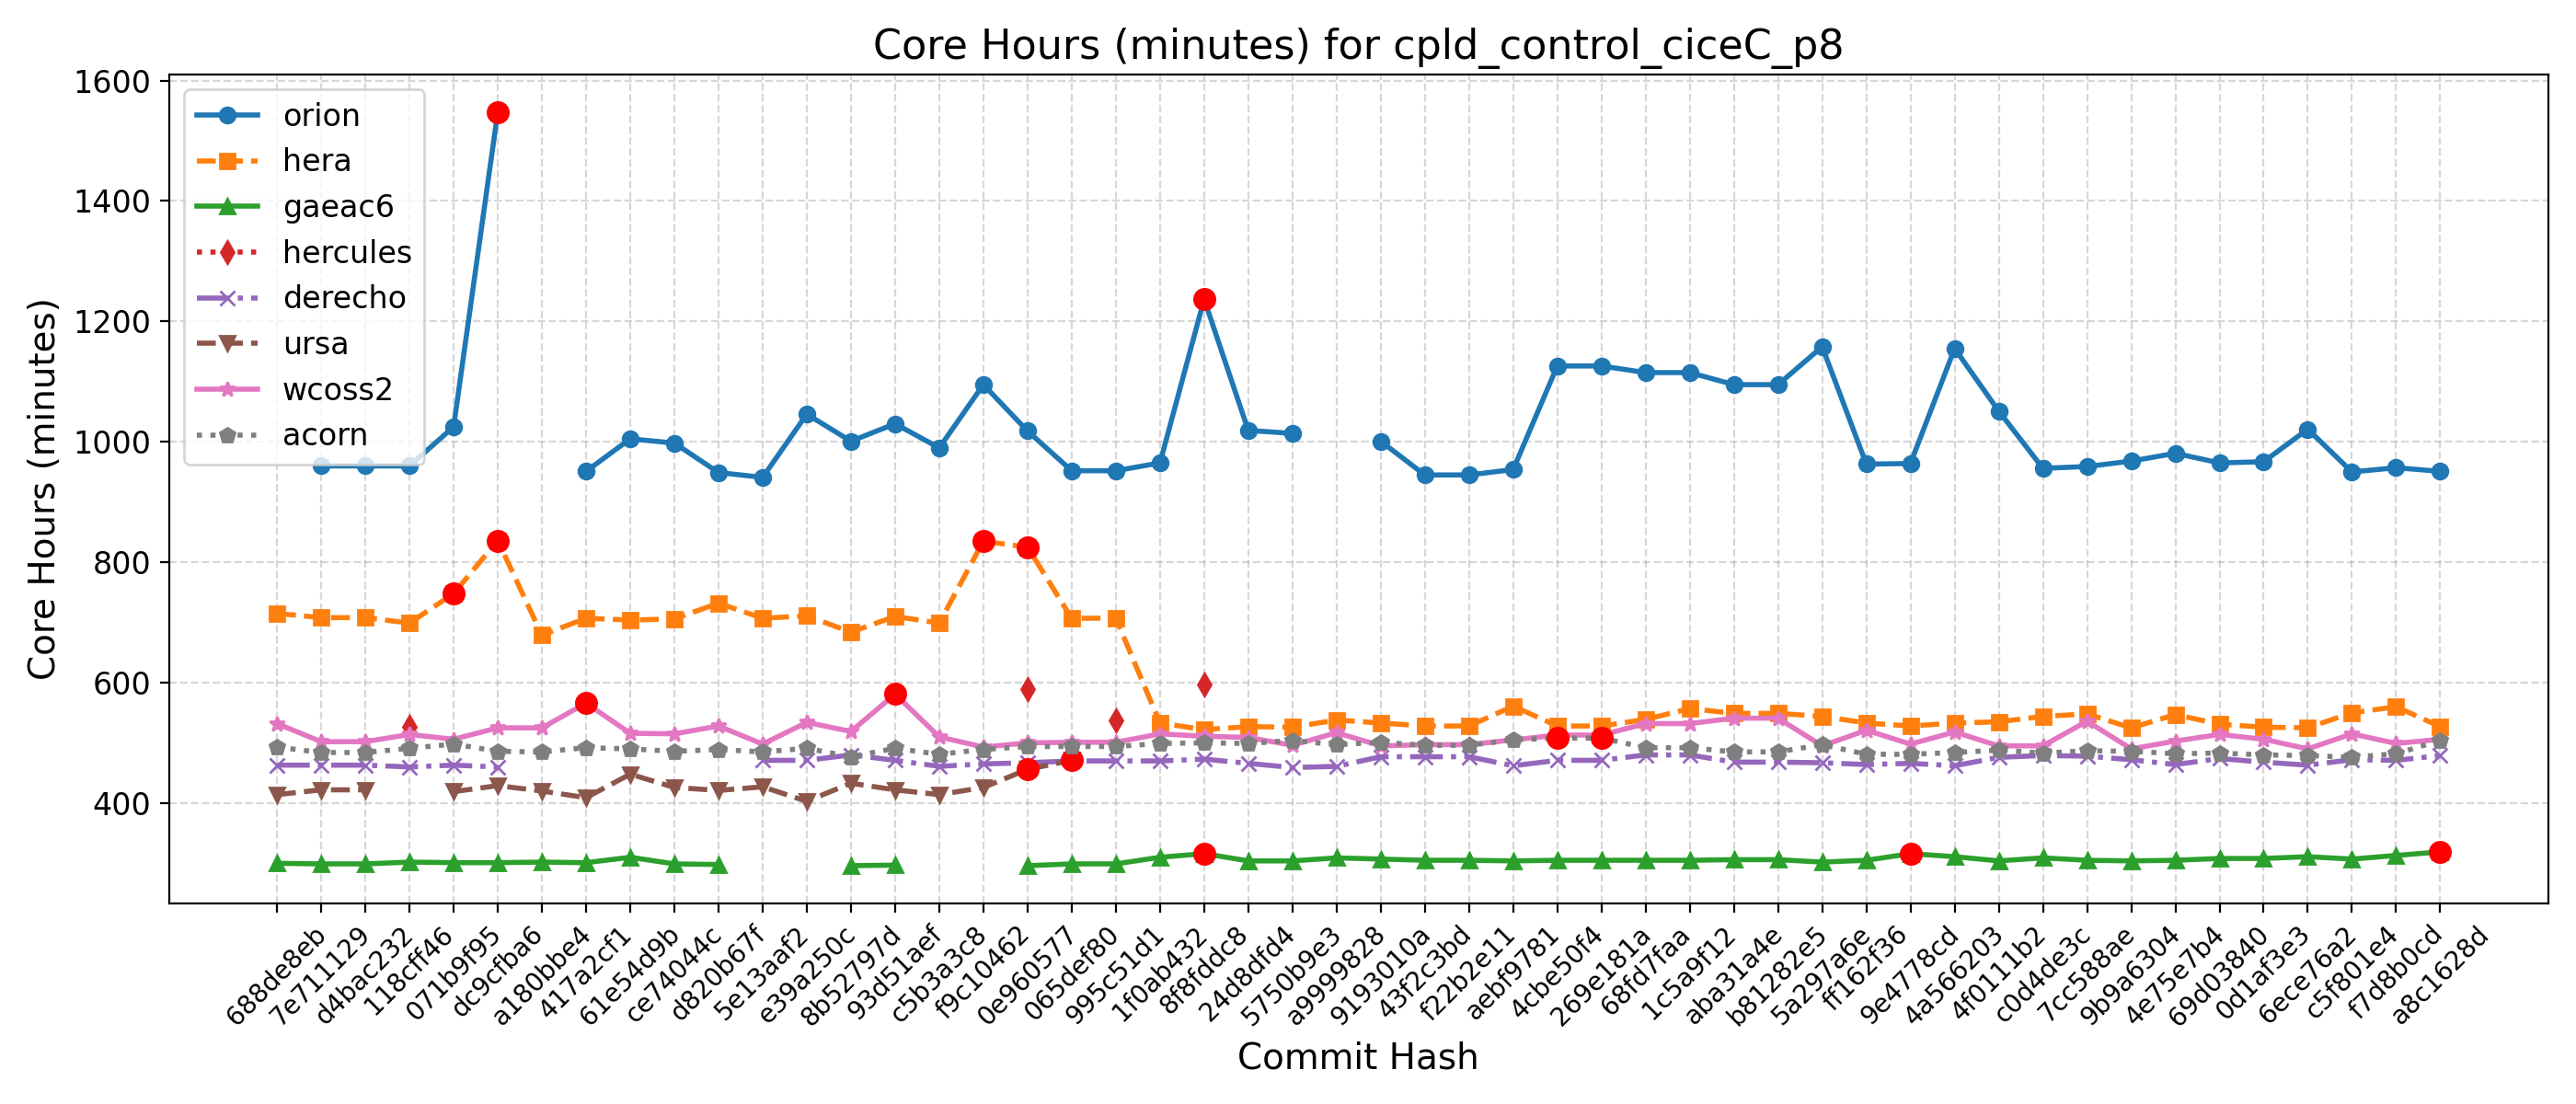 Core Hours (minutes) for cpld_control_ciceC_p8
Core Hours (minutes)
1600
1400
1200
1000
800
600
400
orion
hera
gaeac6
hercules
derecho
ursa
wcoss2
acorn
688de8eb
7e711129
d4bac232
118cff46
071b9f95
dc9cfba6
a180bbe4
417a2cf1
61e54d9b
ce74044c
d820b67f
5e13aaf2
e39a250c
8b52797d
93d51aef
c5b3a3c8
f9c10462
0e960577
065def80
995c51d1
1f0ab432
8f8fddc8
24d8dfd4
5750b9e3
a9999828
9193010a
43f2c3bd
f22b2e11
aebf9781
4cbe50f4
269e181a
68fd7faa
1c5a9f12
aba31a4e
b81282e5
5a297a6e
ff162f36
9e4778cd
4a566203
4f0111b2
c0d4de3c
7cc588ae
9b9a6304
4e75e7b4
69d03840
0d1af3e3
6ece76a2
c5f801e4
f7d8b0cd
a8c1628d
Commit Hash